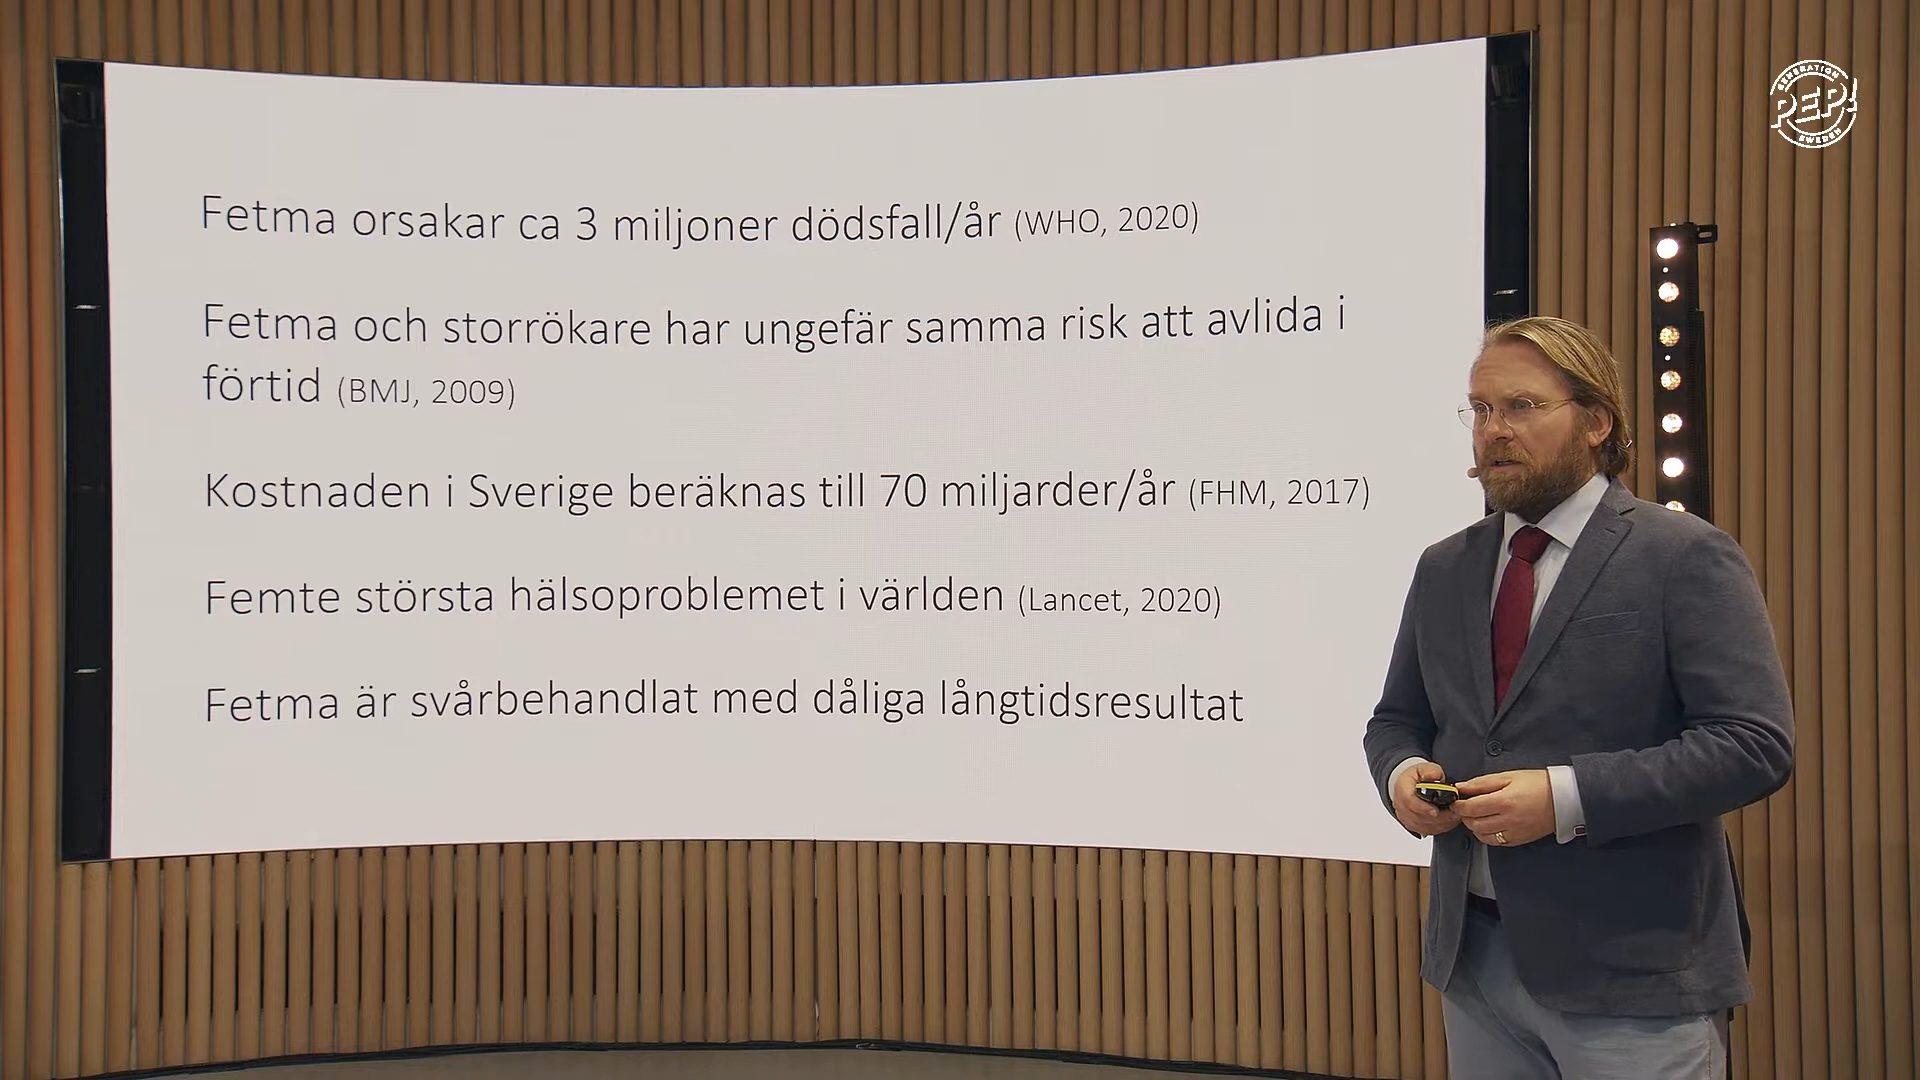 Fetma orsakar ca 3 miljoner dödsfall/år (WHO, 2020)
Fetma och storrökare har ungefär samma risk att avlida i
förtid (BMJ, 2009)
Kostnaden i Sverige beräknas till 70 miljarder/år (FHM, 2017)
Femte största hälsoproblemet i världen (Lancet, 2020)
Fetma är svårbehandlat med dåliga långtidsresultat
GENERATION
PEP!
SWEDEN